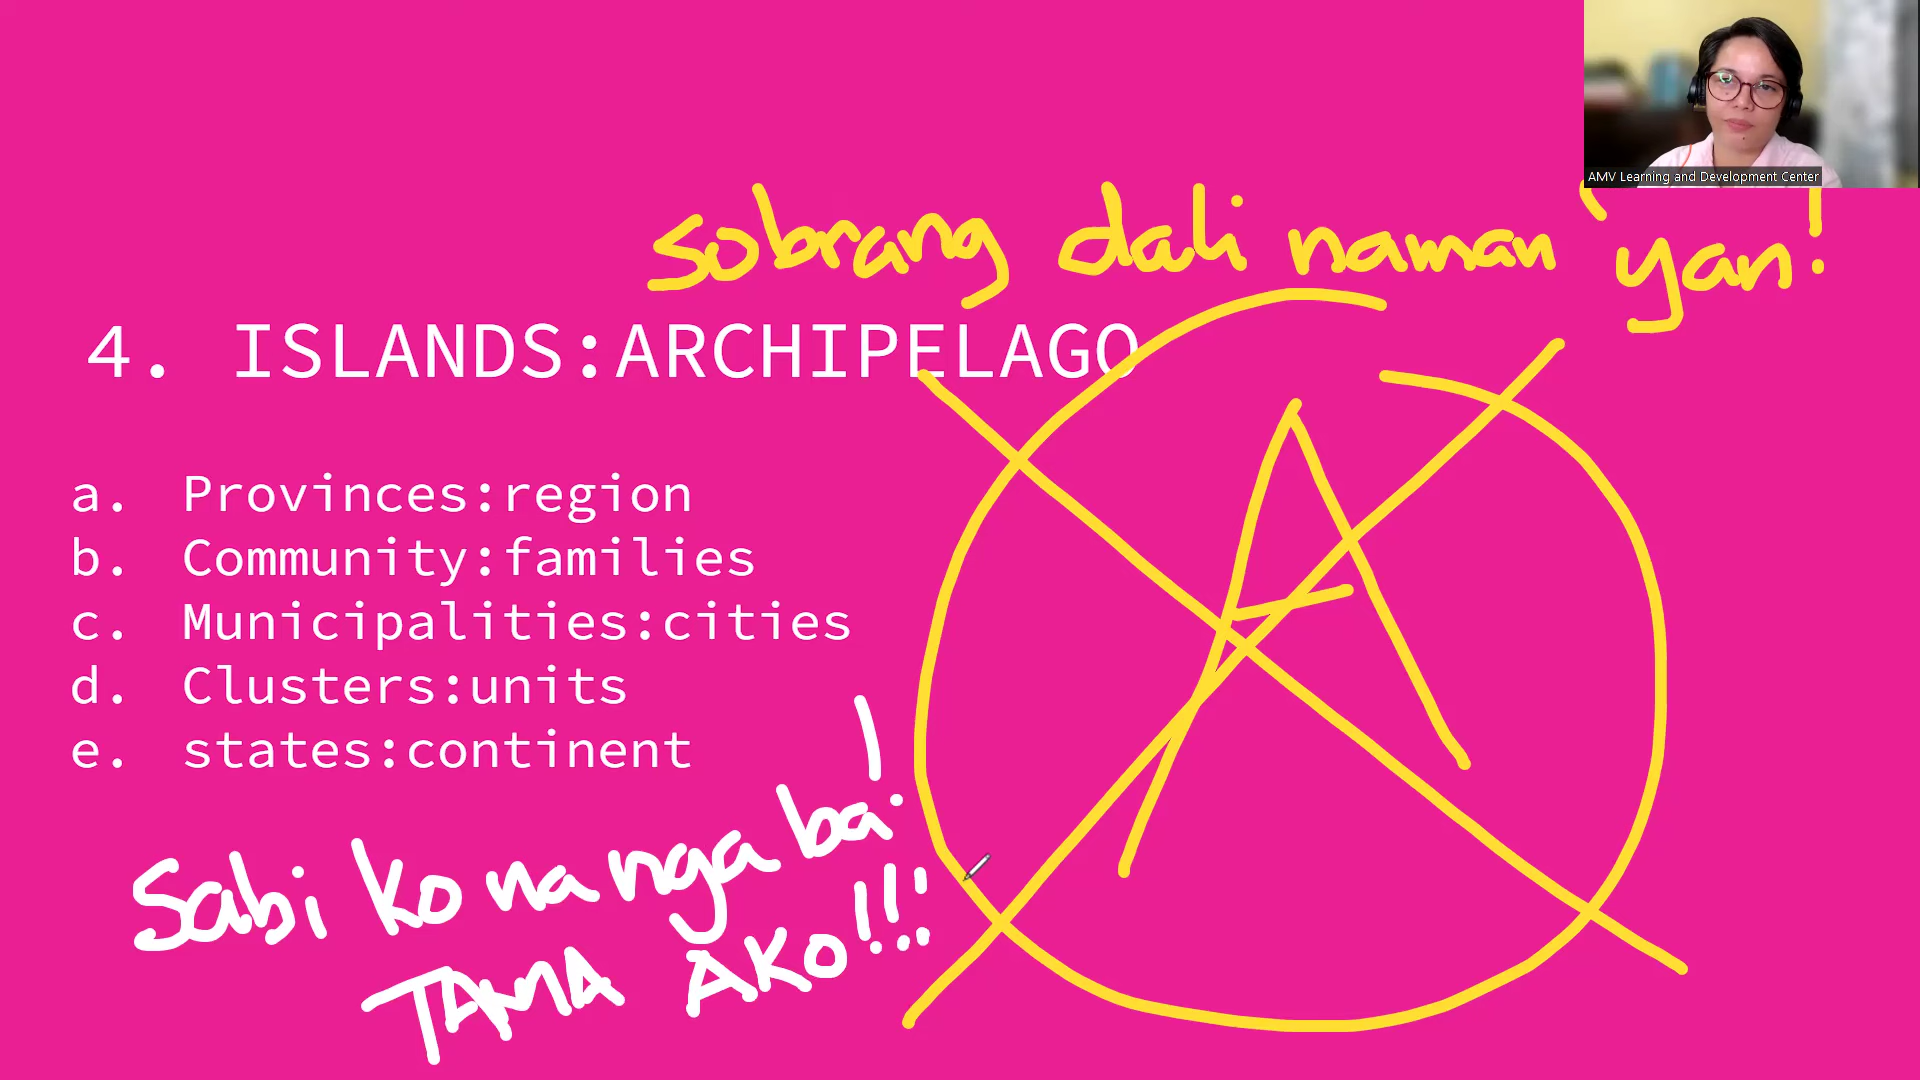 AMV Learning and Development Center
sobrang dali naman yan!
4. ISLANDS:ARCHIPELAGO
A
a. Provinces:region
b. Community:families
c. Municipalities:cities
d. Clusters:units
e. states:continent
Sabi ko na nga ba!
TAMA AKO!!!